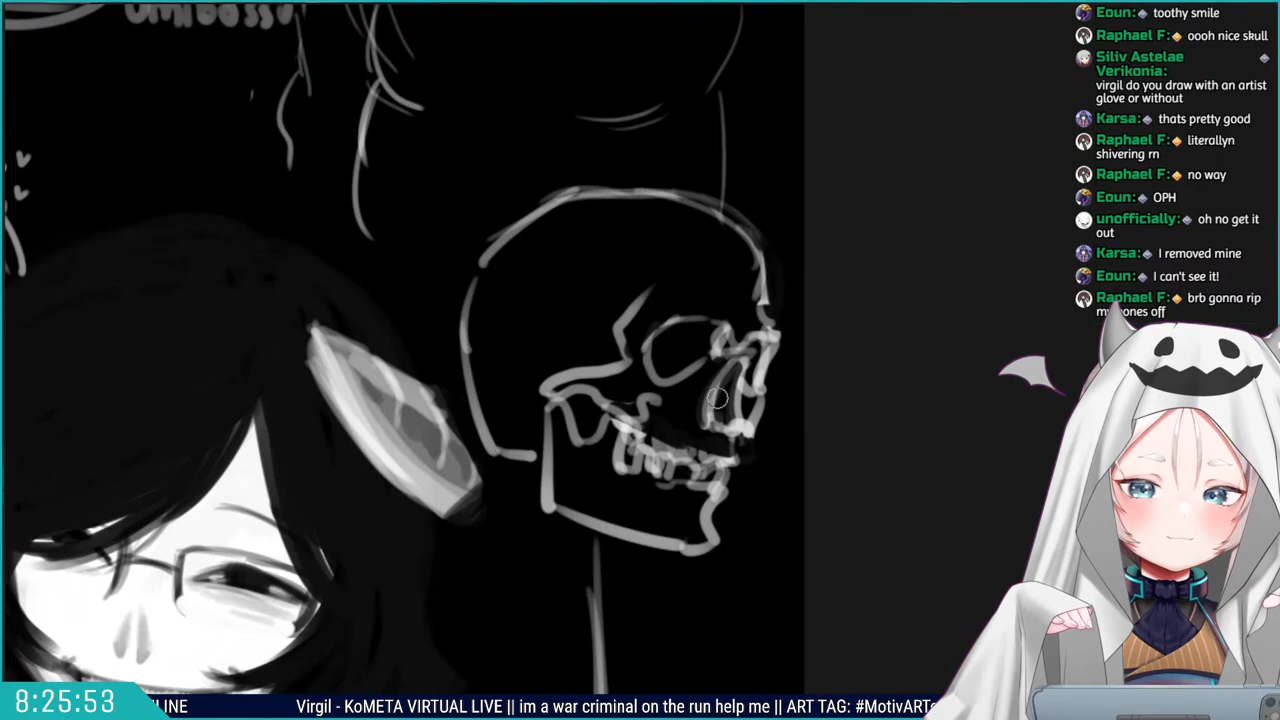 umibossu
Eoun: toothy smile
Raphael F: oooh nice skull
Siliv Astelae
Verikonia:
virgil do you draw with an artist
glove or without
Karsa: thats pretty good
Raphael F: literallyn
shivering rn
Raphael F: no way
Eoun: OPH
unofficially: oh no get it
out
Karsa: I removed mine
Eoun: I can't see it!
Raphael F: brb gonna rip
my bones off
8:25:53
LINE
Virgil - KoMETA VIRTUAL LIVE || im a war criminal on the run help me || ART TAG: #MotivART